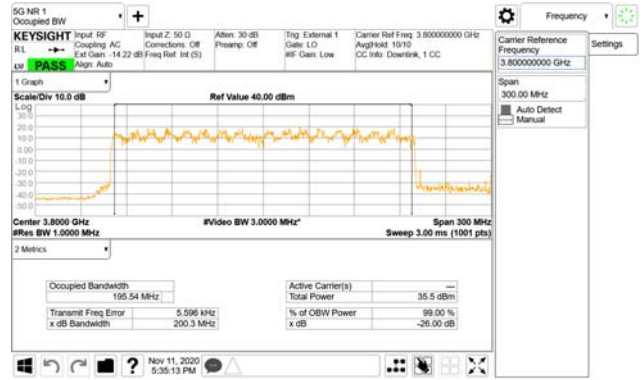 5G NR 1
Occupied BW
Frequency
KEYSIGHT
RL
PASS
Input: RF
Coupling: AC
Ext Gain: -14.22 dB
Align: Auto
Input Z: 50 Ω
Corrections: Off
Freq Ref: Int (S)
Atten: 30 dB
Preamp: Off
Trig: External 1
Gate: LO
#IF Gain: Low
Carrier Ref Freq: 3.800000000 GHz
Avg|Hold: 10/10
CC Info: Downlink, 1 CC
Carrier Reference
Frequency
3.800000000 GHz
Settings
Span
300.00 MHz
Auto Detect
Manual
1 Graph
Scale/Div 10.0 dB
Ref Value 40.00 dBm
Log
30.0
20.0
10.0
0.00
-10.0
-20.0
-30.0
-40.0
-50.0
Center 3.8000 GHz
#Video BW 3.0000 MHz*
Span 300 MHz
#Res BW 1.0000 MHz
Sweep 3.00 ms (1001 pts)
2 Metrics
Occupied Bandwidth
195.54 MHz
Transmit Freq Error 5.596 kHz
x dB Bandwidth 200.3 MHz
Active Carrier(s) —
Total Power 35.5 dBm
% of OBW Power 99.00 %
x dB -26.00 dB
Nov 11, 2020
5:35:13 PM